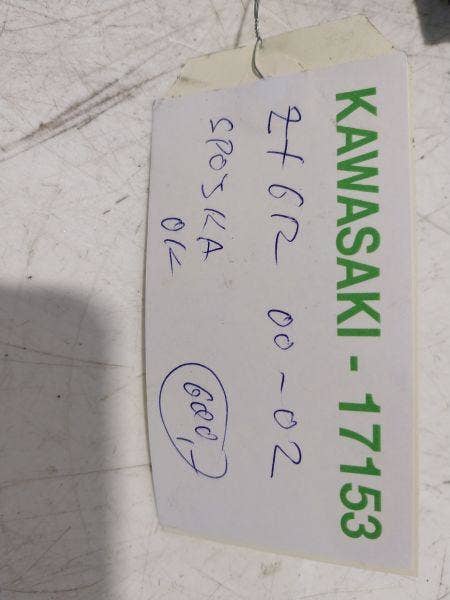 KAWASAKI - 17153
ZX6R 00-02
SPOJKA
OK
600,-